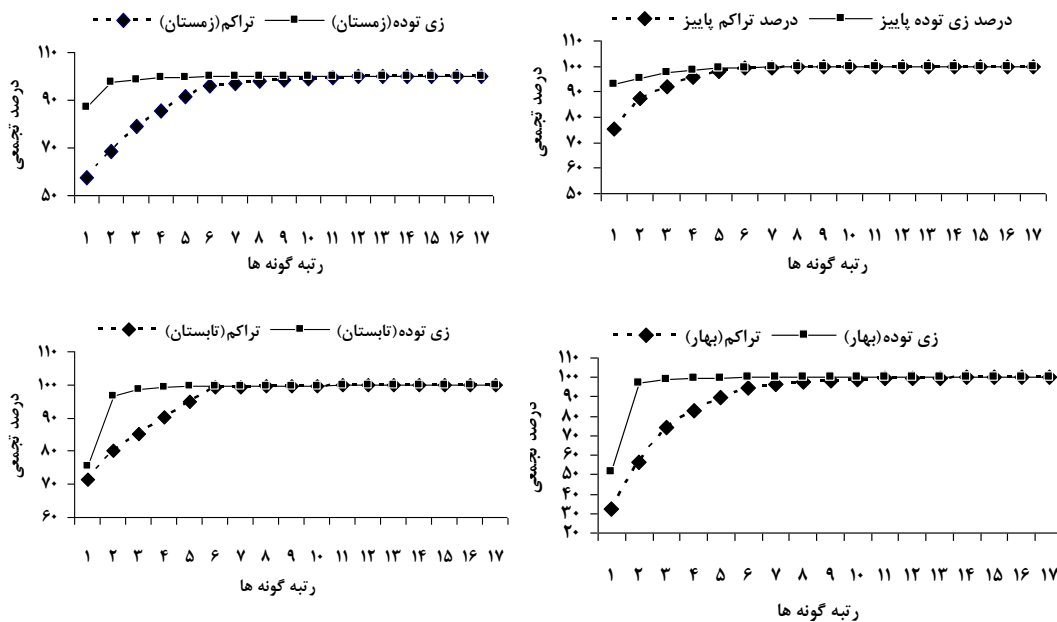 تراکم(زمستان) زی توده(زمستان)
درصد تجمعی
۱۱۰
۹۰
۷۰
۵۰
۱ ۲ ۳ ۴ ۵ ۶ ۷ ۸ ۹ ۱۰ ۱۱ ۱۲ ۱۳ ۱۴ ۱۵ ۱۶ ۱۷
رتبه گونه ها
درصد تراکم پاییز درصد زی توده پاییز
درصد تجمعی
۱۱۰
۱۰۰
۹۰
۸۰
۷۰
۶۰
۵۰
۱ ۲ ۳ ۴ ۵ ۶ ۷ ۸ ۹ ۱۰ ۱۱ ۱۲ ۱۳ ۱۴ ۱۵ ۱۶ ۱۷
رتبه گونه ها
تراکم(تابستان) زی توده(تابستان)
درصد تجمعی
۱۱۰
۱۰۰
۹۰
۸۰
۷۰
۶۰
۱ ۲ ۳ ۴ ۵ ۶ ۷ ۸ ۹ ۱۰ ۱۱ ۱۲ ۱۳ ۱۴ ۱۵ ۱۶ ۱۷
رتبه گونه ها
تراکم(بهار) زی توده(بهار)
درصد تجمعی
۱۱۰
۱۰۰
۹۰
۸۰
۷۰
۶۰
۵۰
۴۰
۳۰
۲۰
۱ ۲ ۳ ۴ ۵ ۶ ۷ ۸ ۹ ۱۰ ۱۱ ۱۲ ۱۳ ۱۴ ۱۵ ۱۶ ۱۷
رتبه گونه ها